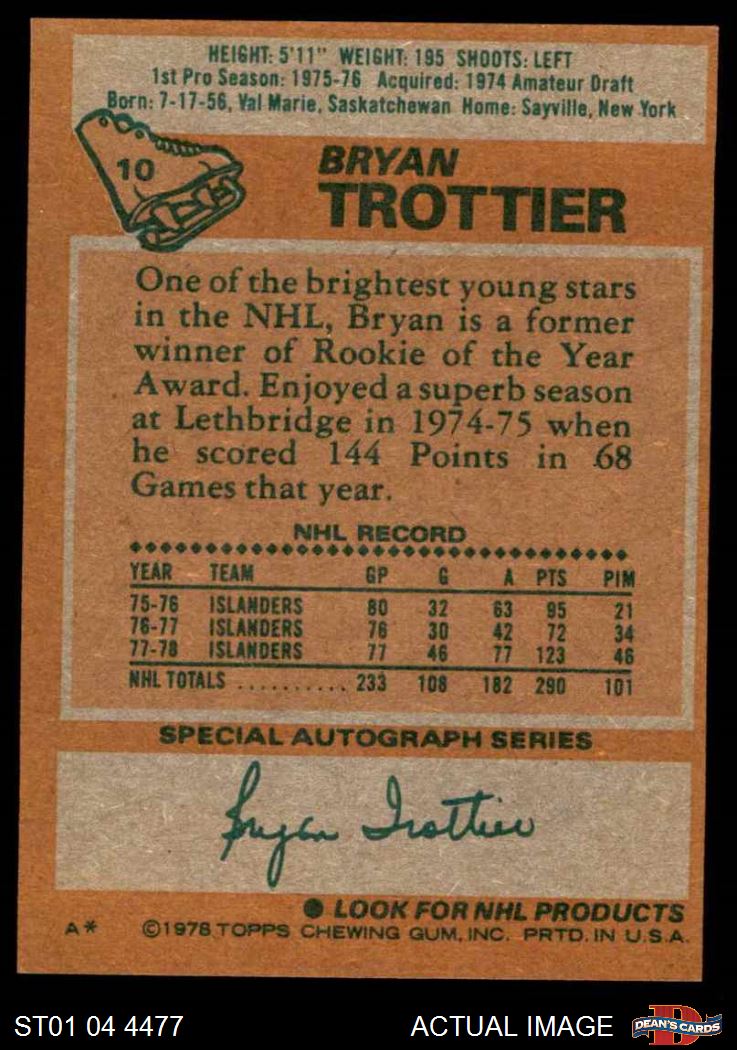 HEIGHT: 5'11" WEIGHT: 195 SHOOTS: LEFT
1st Pro Season: 1975-76 Acquired: 1974 Amateur Draft
Born: 7-17-56, Val Marie, Saskatchewan Home: Sayville, New York
10
BRYAN
TROTTIER
One of the brightest young stars
in the NHL, Bryan is a former
winner of Rookie of the Year
Award. Enjoyed a superb season
at Lethbridge in 1974-75 when
he scored 144 Points in 68
Games that year.
NHL RECORD
YEAR TEAM GP G A PTS PIM
75-76 ISLANDERS 80 32 63 95 21
76-77 ISLANDERS 76 30 42 72 34
77-78 ISLANDERS 77 46 77 123 46
NHL TOTALS .......... 233 108 182 290 101
SPECIAL AUTOGRAPH SERIES
Bryan Trottier
● LOOK FOR NHL PRODUCTS
A* ©1978 TOPPS CHEWING GUM, INC. PRTD. IN U.S.A.
ST01 04 4477 ACTUAL IMAGE D DEAN'S CARDS